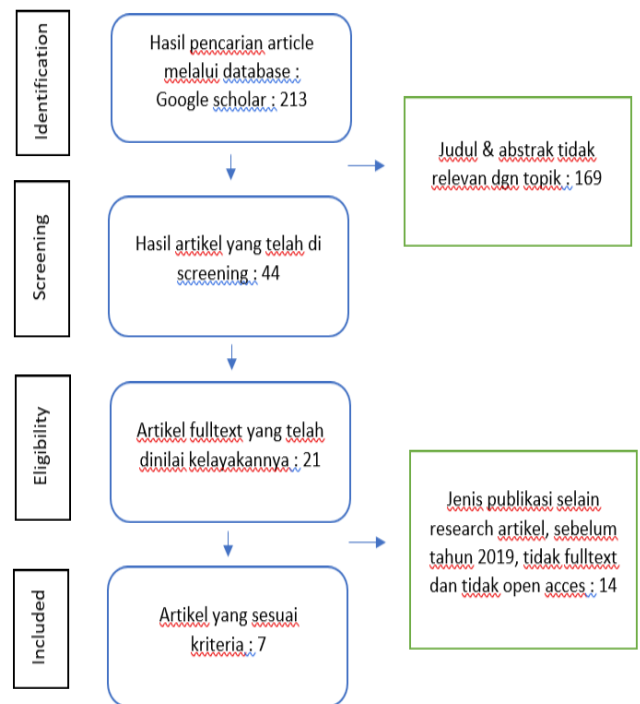 Identification
Hasil pencarian article
melalui database :
Google scholar : 213
Judul & abstrak tidak
relevan dgn topik : 169
Screening
Hasil artikel yang telah di
screening : 44
Eligibility
Artikel fulltext yang telah
dinilai kelayakannya : 21
Jenis publikasi selain
research artikel, sebelum
tahun 2019, tidak fulltext
dan tidak open acces : 14
Included
Artikel yang sesuai
kriteria : 7